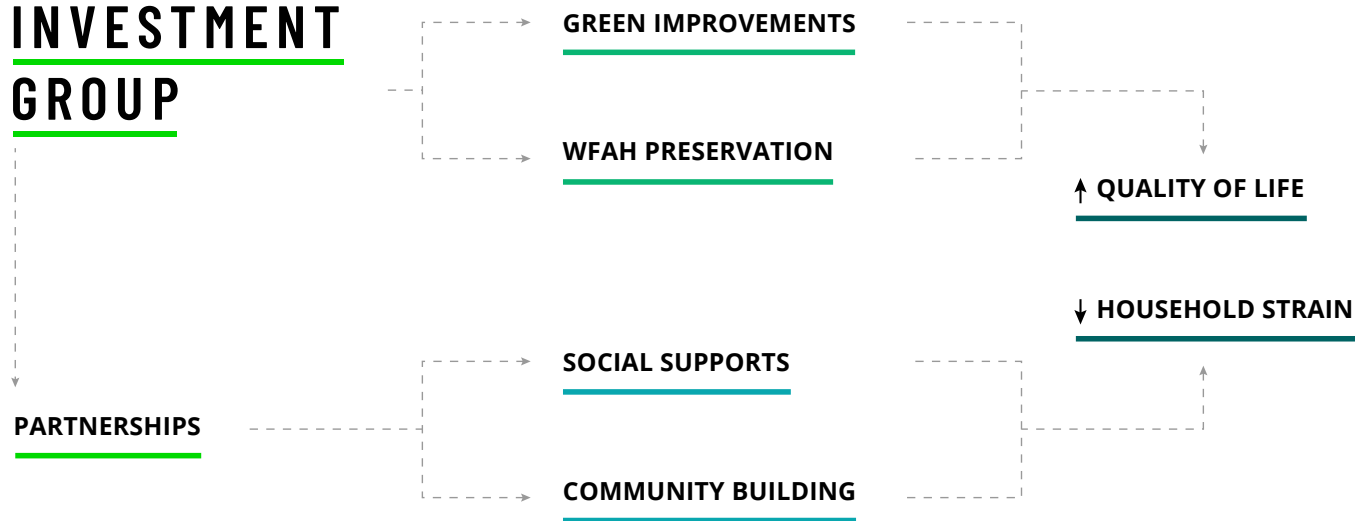 INVESTMENT
GROUP
GREEN IMPROVEMENTS
WFAH PRESERVATION
↑ QUALITY OF LIFE
↓ HOUSEHOLD STRAIN
PARTNERSHIPS
SOCIAL SUPPORTS
COMMUNITY BUILDING